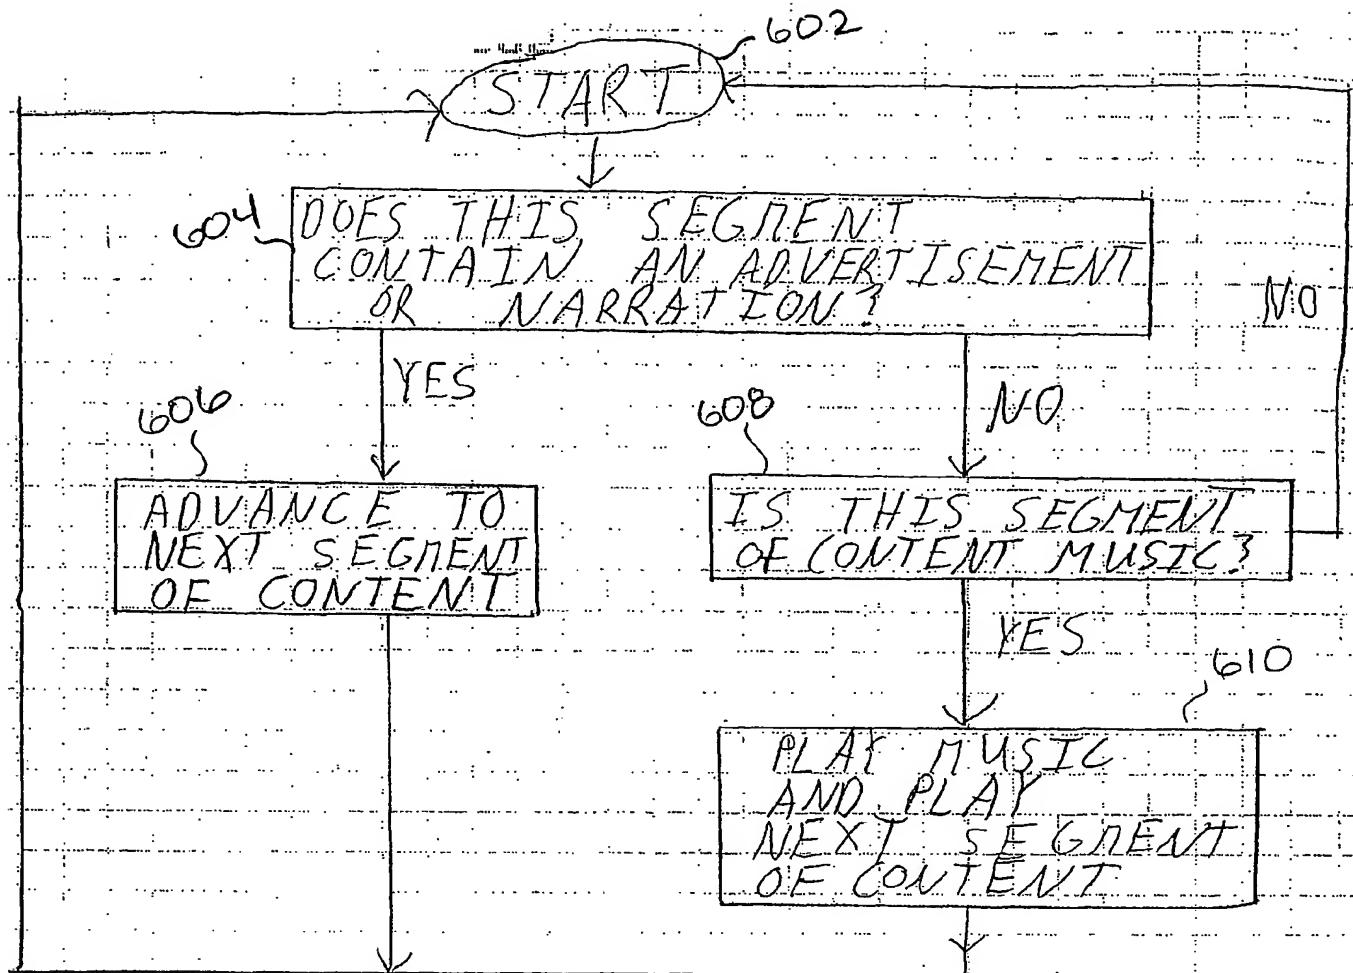 602
START
604
DOES THIS SEGMENT
CONTAIN AN ADVERTISEMENT
OR NARRATION?
NO
YES
NO
606
608
ADVANCE TO
NEXT SEGMENT
OF CONTENT
IS THIS SEGMENT
OF CONTENT MUSIC?
YES
610
PLAY MUSIC
AND PLAY
NEXT SEGMENT
OF CONTENT